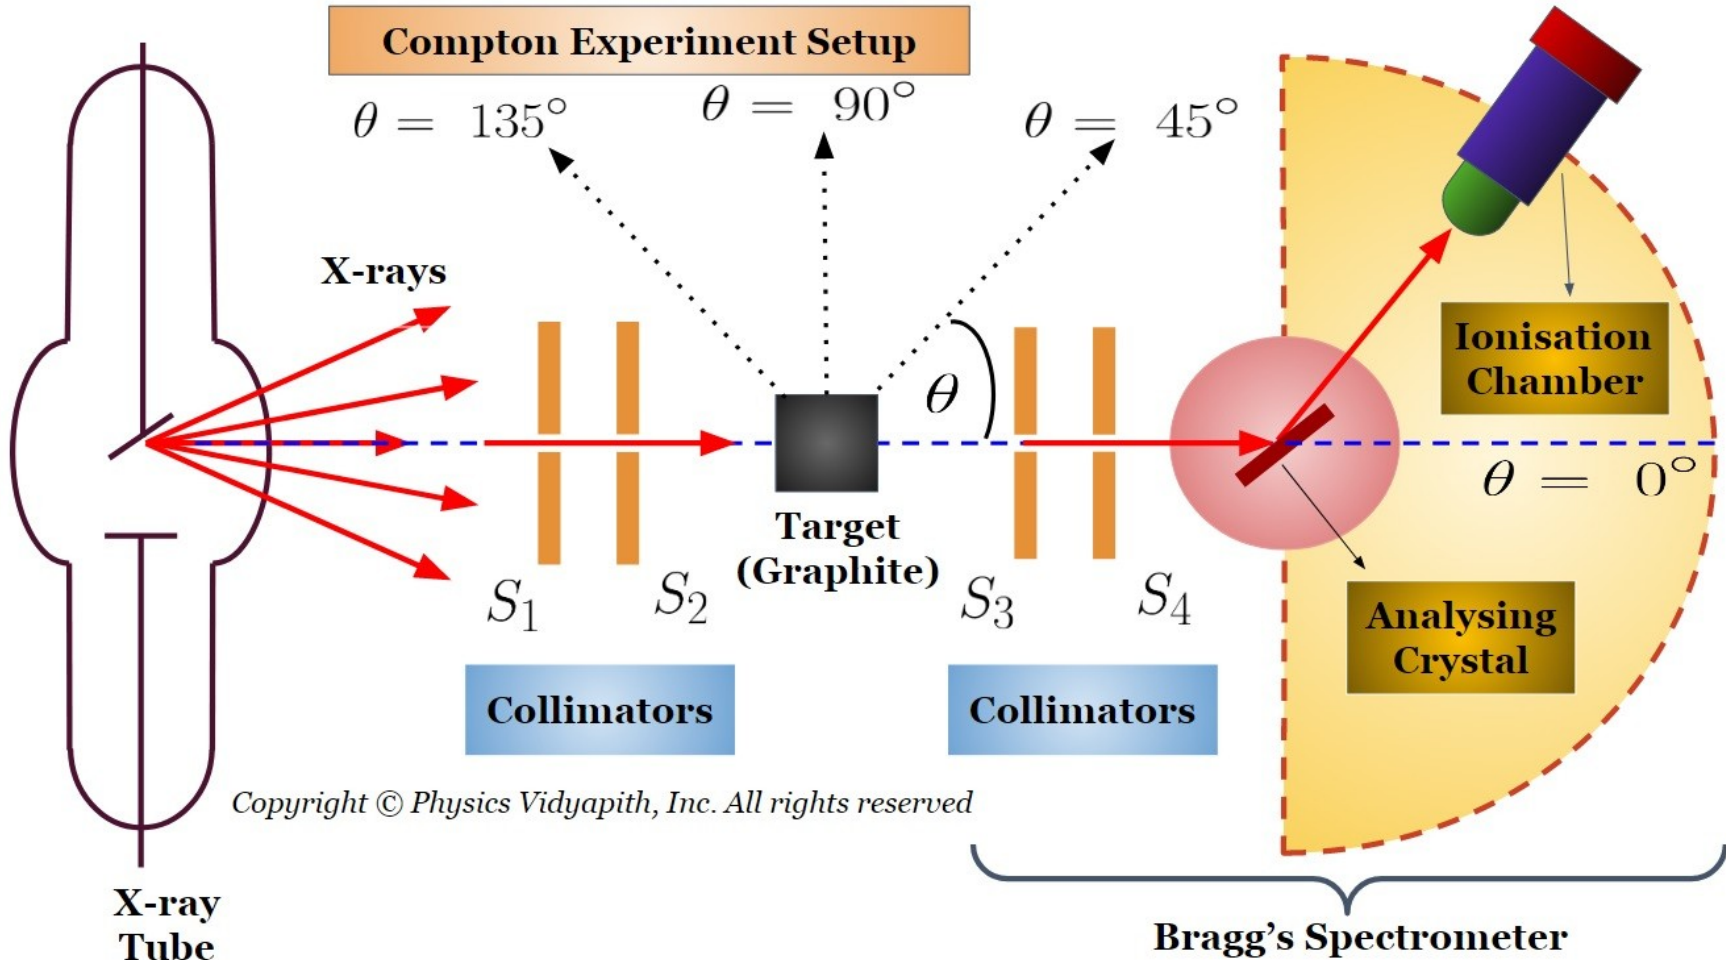 Compton Experiment Setup
θ = 135°
θ = 90°
θ = 45°
X-rays
θ
Ionisation
Chamber
θ = 0°
Target
(Graphite)
S1
S2
S3
S4
Analysing
Crystal
Collimators
Collimators
Copyright © Physics Vidyapith, Inc. All rights reserved
X-ray
Tube
Bragg’s Spectrometer